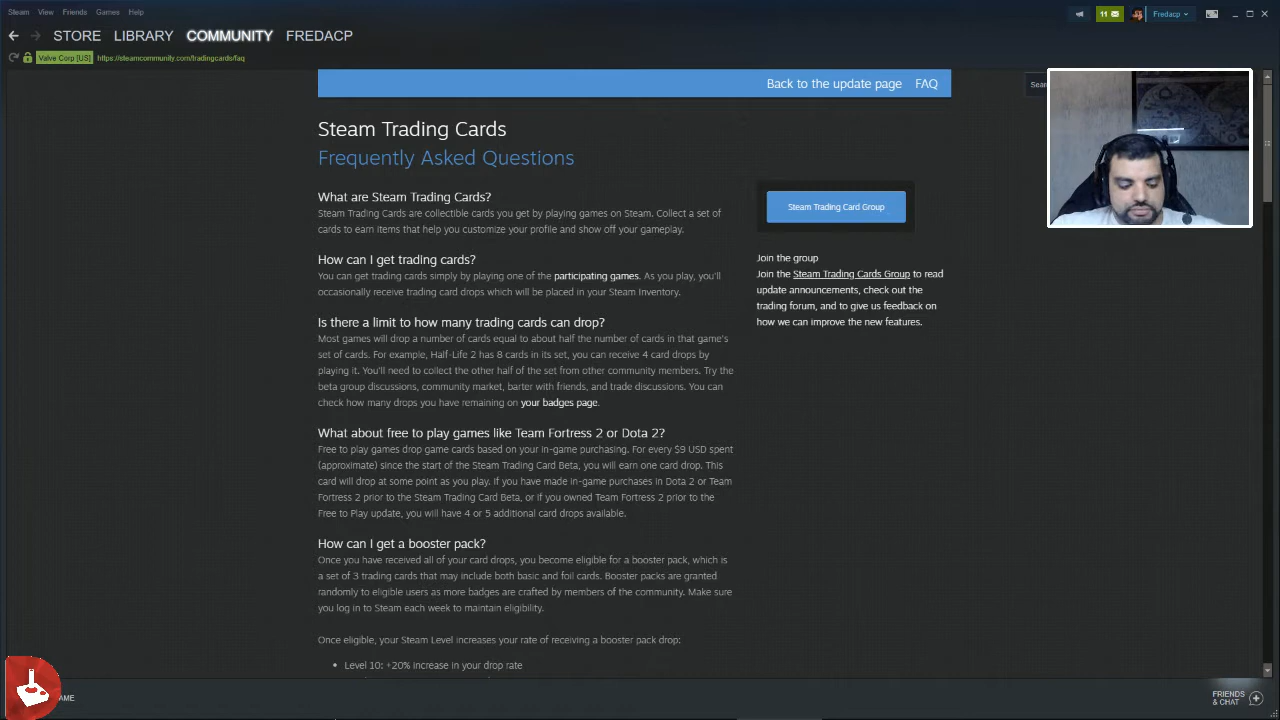 Steam View Friends Games Help
11 Fredacp
STORE LIBRARY COMMUNITY FREDACP
Valve Corp [US] https://steamcommunity.com/tradingcards/faq
Back to the update page FAQ
Steam Trading Cards
Frequently Asked Questions
What are Steam Trading Cards?
Steam Trading Cards are collectible cards you get by playing games on Steam. Collect a set of
cards to earn items that help you customize your profile and show off your gameplay.
How can I get trading cards?
You can get trading cards simply by playing one of the participating games. As you play, you'll
occasionally receive trading card drops which will be placed in your Steam Inventory.
Is there a limit to how many trading cards can drop?
Most games will drop a number of cards equal to about half the number of cards in that game's
set of cards. For example, Half-Life 2 has 8 cards in its set, you can receive 4 card drops by
playing it. You'll need to collect the other half of the set from other community members. Try the
beta group discussions, community market, barter with friends, and trade discussions. You can
check how many drops you have remaining on your badges page.
What about free to play games like Team Fortress 2 or Dota 2?
Free to play games drop game cards based on your in-game purchasing. For every $9 USD spent
(approximate) since the start of the Steam Trading Card Beta, you will earn one card drop. This
card will drop at some point as you play. If you have made in-game purchases in Dota 2 or Team
Fortress 2 prior to the Steam Trading Card Beta, or if you owned Team Fortress 2 prior to the
Free to Play update, you will have 4 or 5 additional card drops available.
How can I get a booster pack?
Once you have received all of your card drops, you become eligible for a booster pack, which is
a set of 3 trading cards that may include both basic and foil cards. Booster packs are granted
randomly to eligible users as more badges are crafted by members of the community. Make sure
you log in to Steam each week to maintain eligibility.
Once eligible, your Steam Level increases your rate of receiving a booster pack drop:
• Level 10: +20% increase in your drop rate
Steam Trading Card Group
Join the group
Join the Steam Trading Cards Group to read
update announcements, check out the
trading forum, and to give us feedback on
how we can improve the new features.
FRIENDS
& CHAT